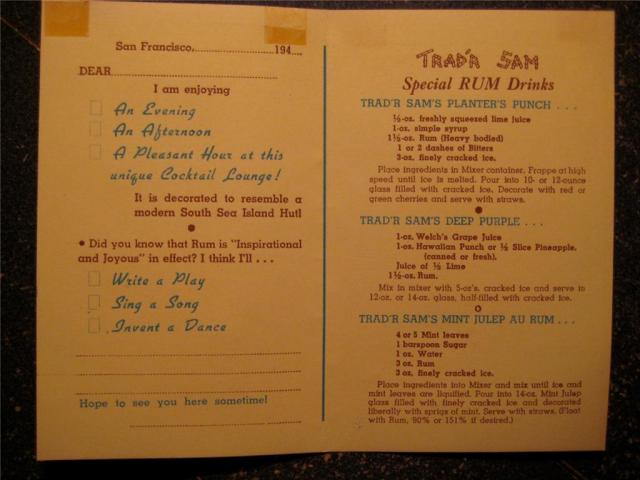 San Francisco,..............................194....
DEAR............................................................
I am enjoying
An Evening
An Afternoon
A Pleasant Hour at this
unique Cocktail Lounge!
It is decorated to resemble a
modern South Sea Island Hut!
• Did you know that Rum is "Inspirational
and Joyous" in effect? I think I'll . . .
Write a Play
Sing a Song
Invent a Dance
Hope to see you here sometime!
TRAD'R SAM
Special RUM Drinks
TRAD'R SAM'S PLANTER'S PUNCH . . .
½-oz. freshly squeezed lime juice
1-oz. simple syrup
1½-oz. Rum (Heavy bodied)
1 or 2 dashes of Bitters
3-oz. finely cracked ice.
Place ingredients in Mixer container. Frappe at high
speed until ice is melted. Pour into 10- or 12-ounce
glass filled with cracked ice. Decorate with red or
green cherries and serve with straws.
TRAD'R SAM'S DEEP PURPLE . . .
1-oz. Welch's Grape Juice
1-oz. Hawaiian Punch or ½ Slice Pineapple.
(canned or fresh).
Juice of ½ Lime
1½-oz. Rum.
Mix in mixer with 5-oz's. cracked ice and serve in
12-oz. or 14-oz. glass, half-filled with cracked ice.
TRAD'R SAM'S MINT JULEP AU RUM . . .
4 or 5 Mint leaves
1 barspoon Sugar
1 oz. Water
3 oz. Rum
3 oz. finely cracked ice.
Place ingredients into Mixer and mix until ice and
mint leaves are liquified. Pour into 14-oz. Mint Julep
glass filled with finely cracked ice and decorated
liberally with sprigs of mint. Serve with straws. (Float
with Rum, 90% or 151% if desired.)